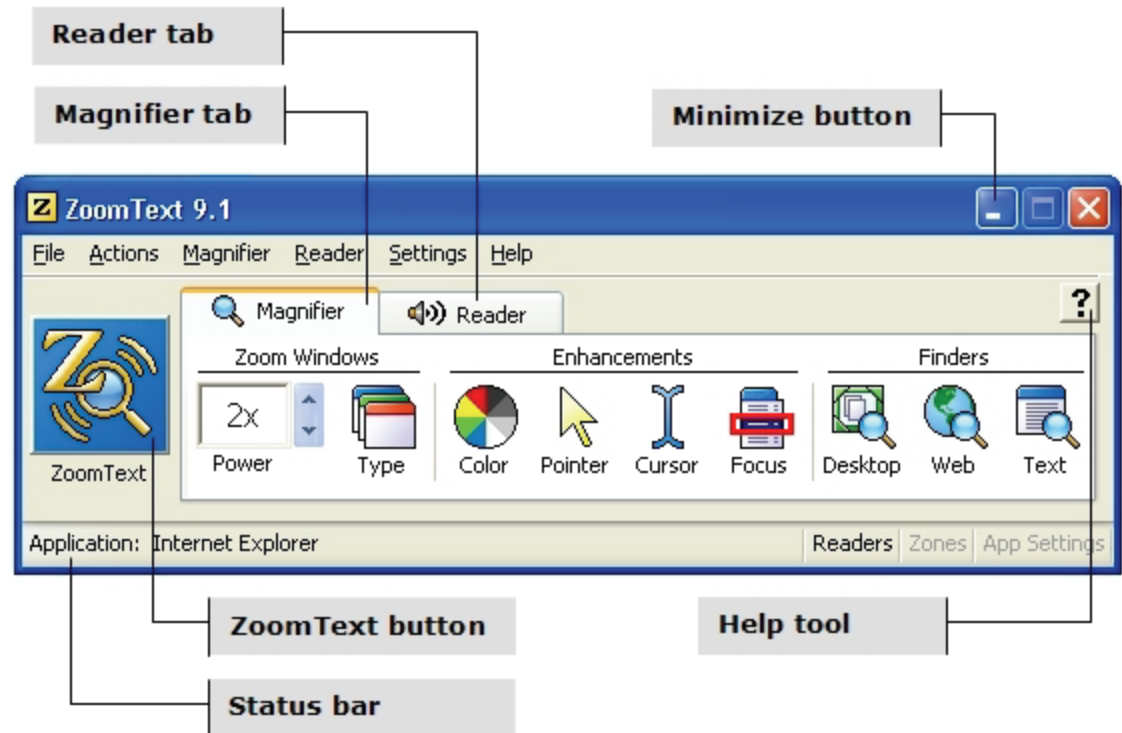 Reader tab
Magnifier tab
Minimize button
Z ZoomText 9.1
File Actions Magnifier Reader Settings Help
Magnifier Reader ?
Zoom Windows Enhancements Finders
2x
Power Type Color Pointer Cursor Focus Desktop Web Text
Z
ZoomText
Application: Internet Explorer Readers Zones App Settings
ZoomText button Help tool
Status bar